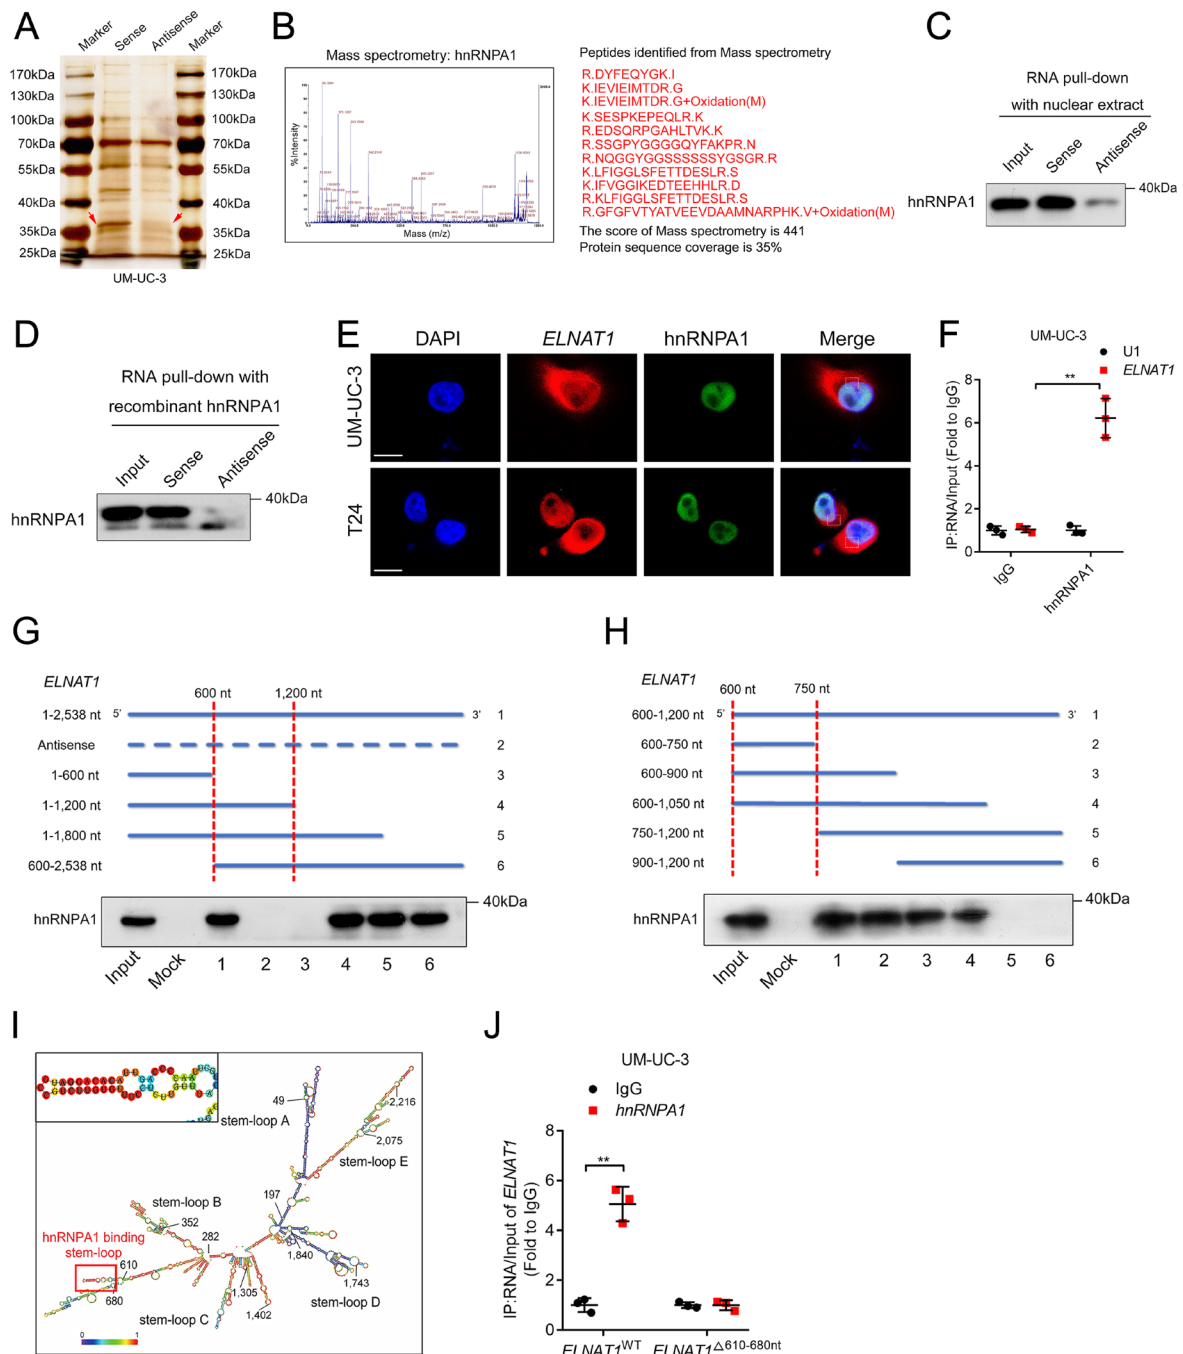 A
Marker
Sense
Antisense
Marker
170kDa
130kDa
100kDa
70kDa
55kDa
40kDa
35kDa
25kDa
170kDa
130kDa
100kDa
70kDa
55kDa
40kDa
35kDa
25kDa
UM-UC-3
B
Mass spectrometry: hnRNPA1
%Intensity
Mass (m/z)
Peptides identified from Mass spectrometry
R.DYFEQYGK.I
K.IEVIEIMTDR.G
K.IEVIEIMTDR.G+Oxidation(M)
K.SESPKEPEQLR.K
R.EDSQRPGAHLTVK.K
R.SSGPYGGGGQYFAKPR.N
R.NQGGYGGSSSSSSYGSGR.R
K.LFIGGLSFETTDESLR.S
K.IFVGGIKEDTEEHHLR.D
R.KLFIGGLSFETTDESLR.S
R.GFGFVTYATVEEVDAAMNARPHK.V+Oxidation(M)
The score of Mass spectrometry is 441
Protein sequence coverage is 35%
C
RNA pull-down
with nuclear extract
Input
Sense
Antisense
40kDa
hnRNPA1
D
RNA pull-down with
recombinant hnRNPA1
Input
Sense
Antisense
40kDa
hnRNPA1
E
DAPI
ELNAT1
hnRNPA1
Merge
UM-UC-3
T24
F
UM-UC-3
U1
ELNAT1
**
IP:RNA/Input (Fold to IgG)
8
6
4
2
0
IgG
hnRNPA1
G
ELNAT1
600 nt
1,200 nt
1-2,538 nt 5' 3' 1
Antisense 2
1-600 nt 3
1-1,200 nt 4
1-1,800 nt 5
600-2,538 nt 6
40kDa
hnRNPA1
Input Mock 1 2 3 4 5 6
H
ELNAT1
600 nt
750 nt
600-1,200 nt 5' 3' 1
600-750 nt 2
600-900 nt 3
600-1,050 nt 4
750-1,200 nt 5
900-1,200 nt 6
40kDa
hnRNPA1
Input Mock 1 2 3 4 5 6
I
49
stem-loop A
2,216
2,075
stem-loop E
197
stem-loop B
352
282
hnRNPA1 binding
stem-loop
610
680
1,840
1,743
1,305
1,402
stem-loop D
stem-loop C
0 1
J
UM-UC-3
IgG
hnRNPA1
**
IP:RNA/Input of ELNAT1
(Fold to IgG)
8
6
4
2
0
ELNAT1WT
ELNAT1△610-680nt